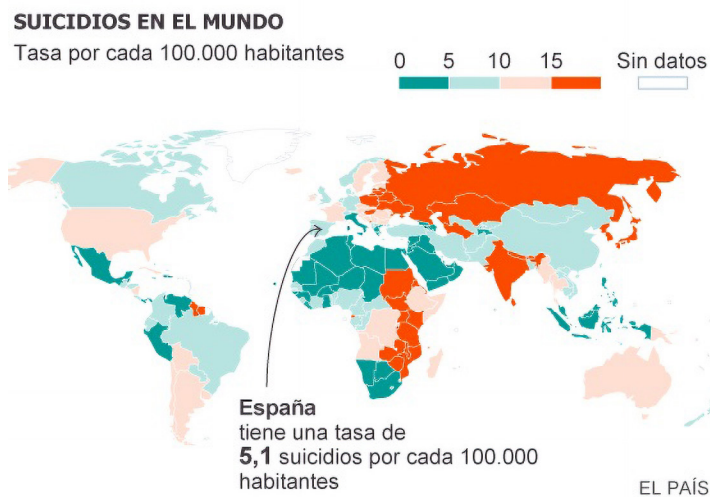 SUICIDIOS EN EL MUNDO
Tasa por cada 100.000 habitantes
0 5 10 15 Sin datos
España
tiene una tasa de
5,1 suicidios por cada 100.000
habitantes
EL PAÍS